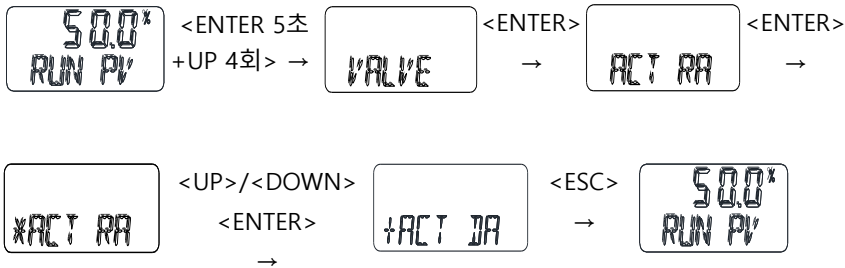 50.0%
RUN PV
<ENTER 5초
+UP 4회> →
VALVE
<ENTER>
→
ACT RA
<ENTER>
→
*ACT RA
<UP>/<DOWN>
<ENTER>
→
+ACT DA
<ESC>
→
50.0%
RUN PV